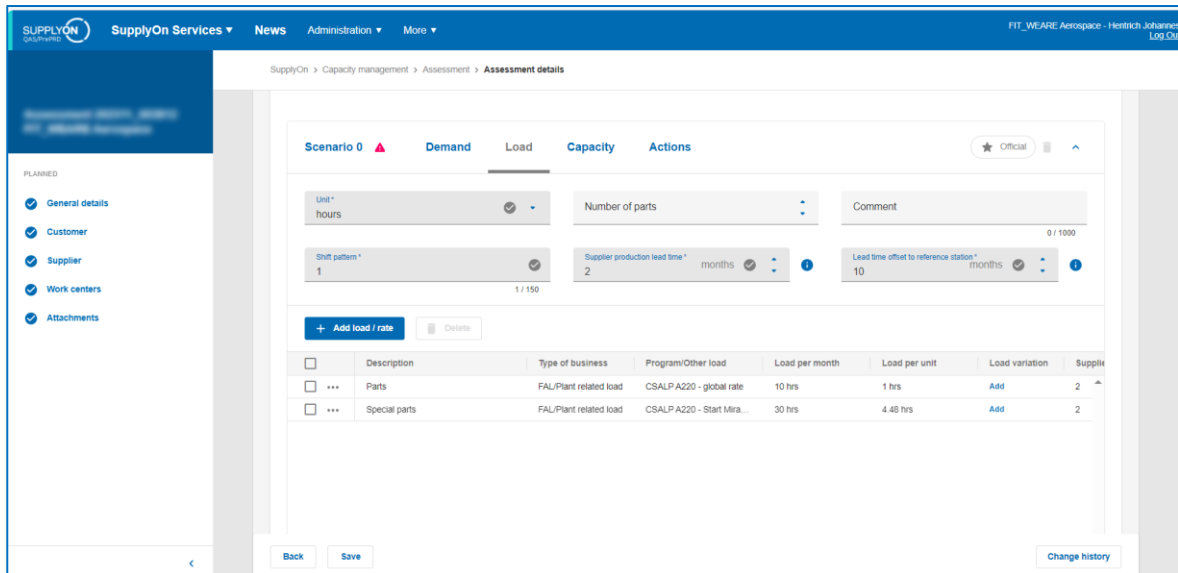 SUPPLYON
QAS/PrePRD
SupplyOn Services ▾ News Administration ▾ More ▾
FIT_WEARE Aerospace - Hentrich Johannes
Log Ou
SupplyOn > Capacity management > Assessment > Assessment details
FIT_WEARE Aerospace
PLANNED
General details
Customer
Supplier
Work centers
Attachments
Scenario 0 Demand Load Capacity Actions Official
Unit *
hours
Number of parts
Comment
0 / 1000
Shift pattern *
1
1 / 150
Supplier production lead time *
2 months
Lead time offset to reference station *
10 months
+ Add load / rate Delete
Description Type of business Program/Other load Load per month Load per unit Load variation Supplie
Parts FAL/Plant related load CSALP A220 - global rate 10 hrs 1 hrs Add 2
Special parts FAL/Plant related load CSALP A220 - Start Mira... 30 hrs 4.48 hrs Add 2
Back Save Change history